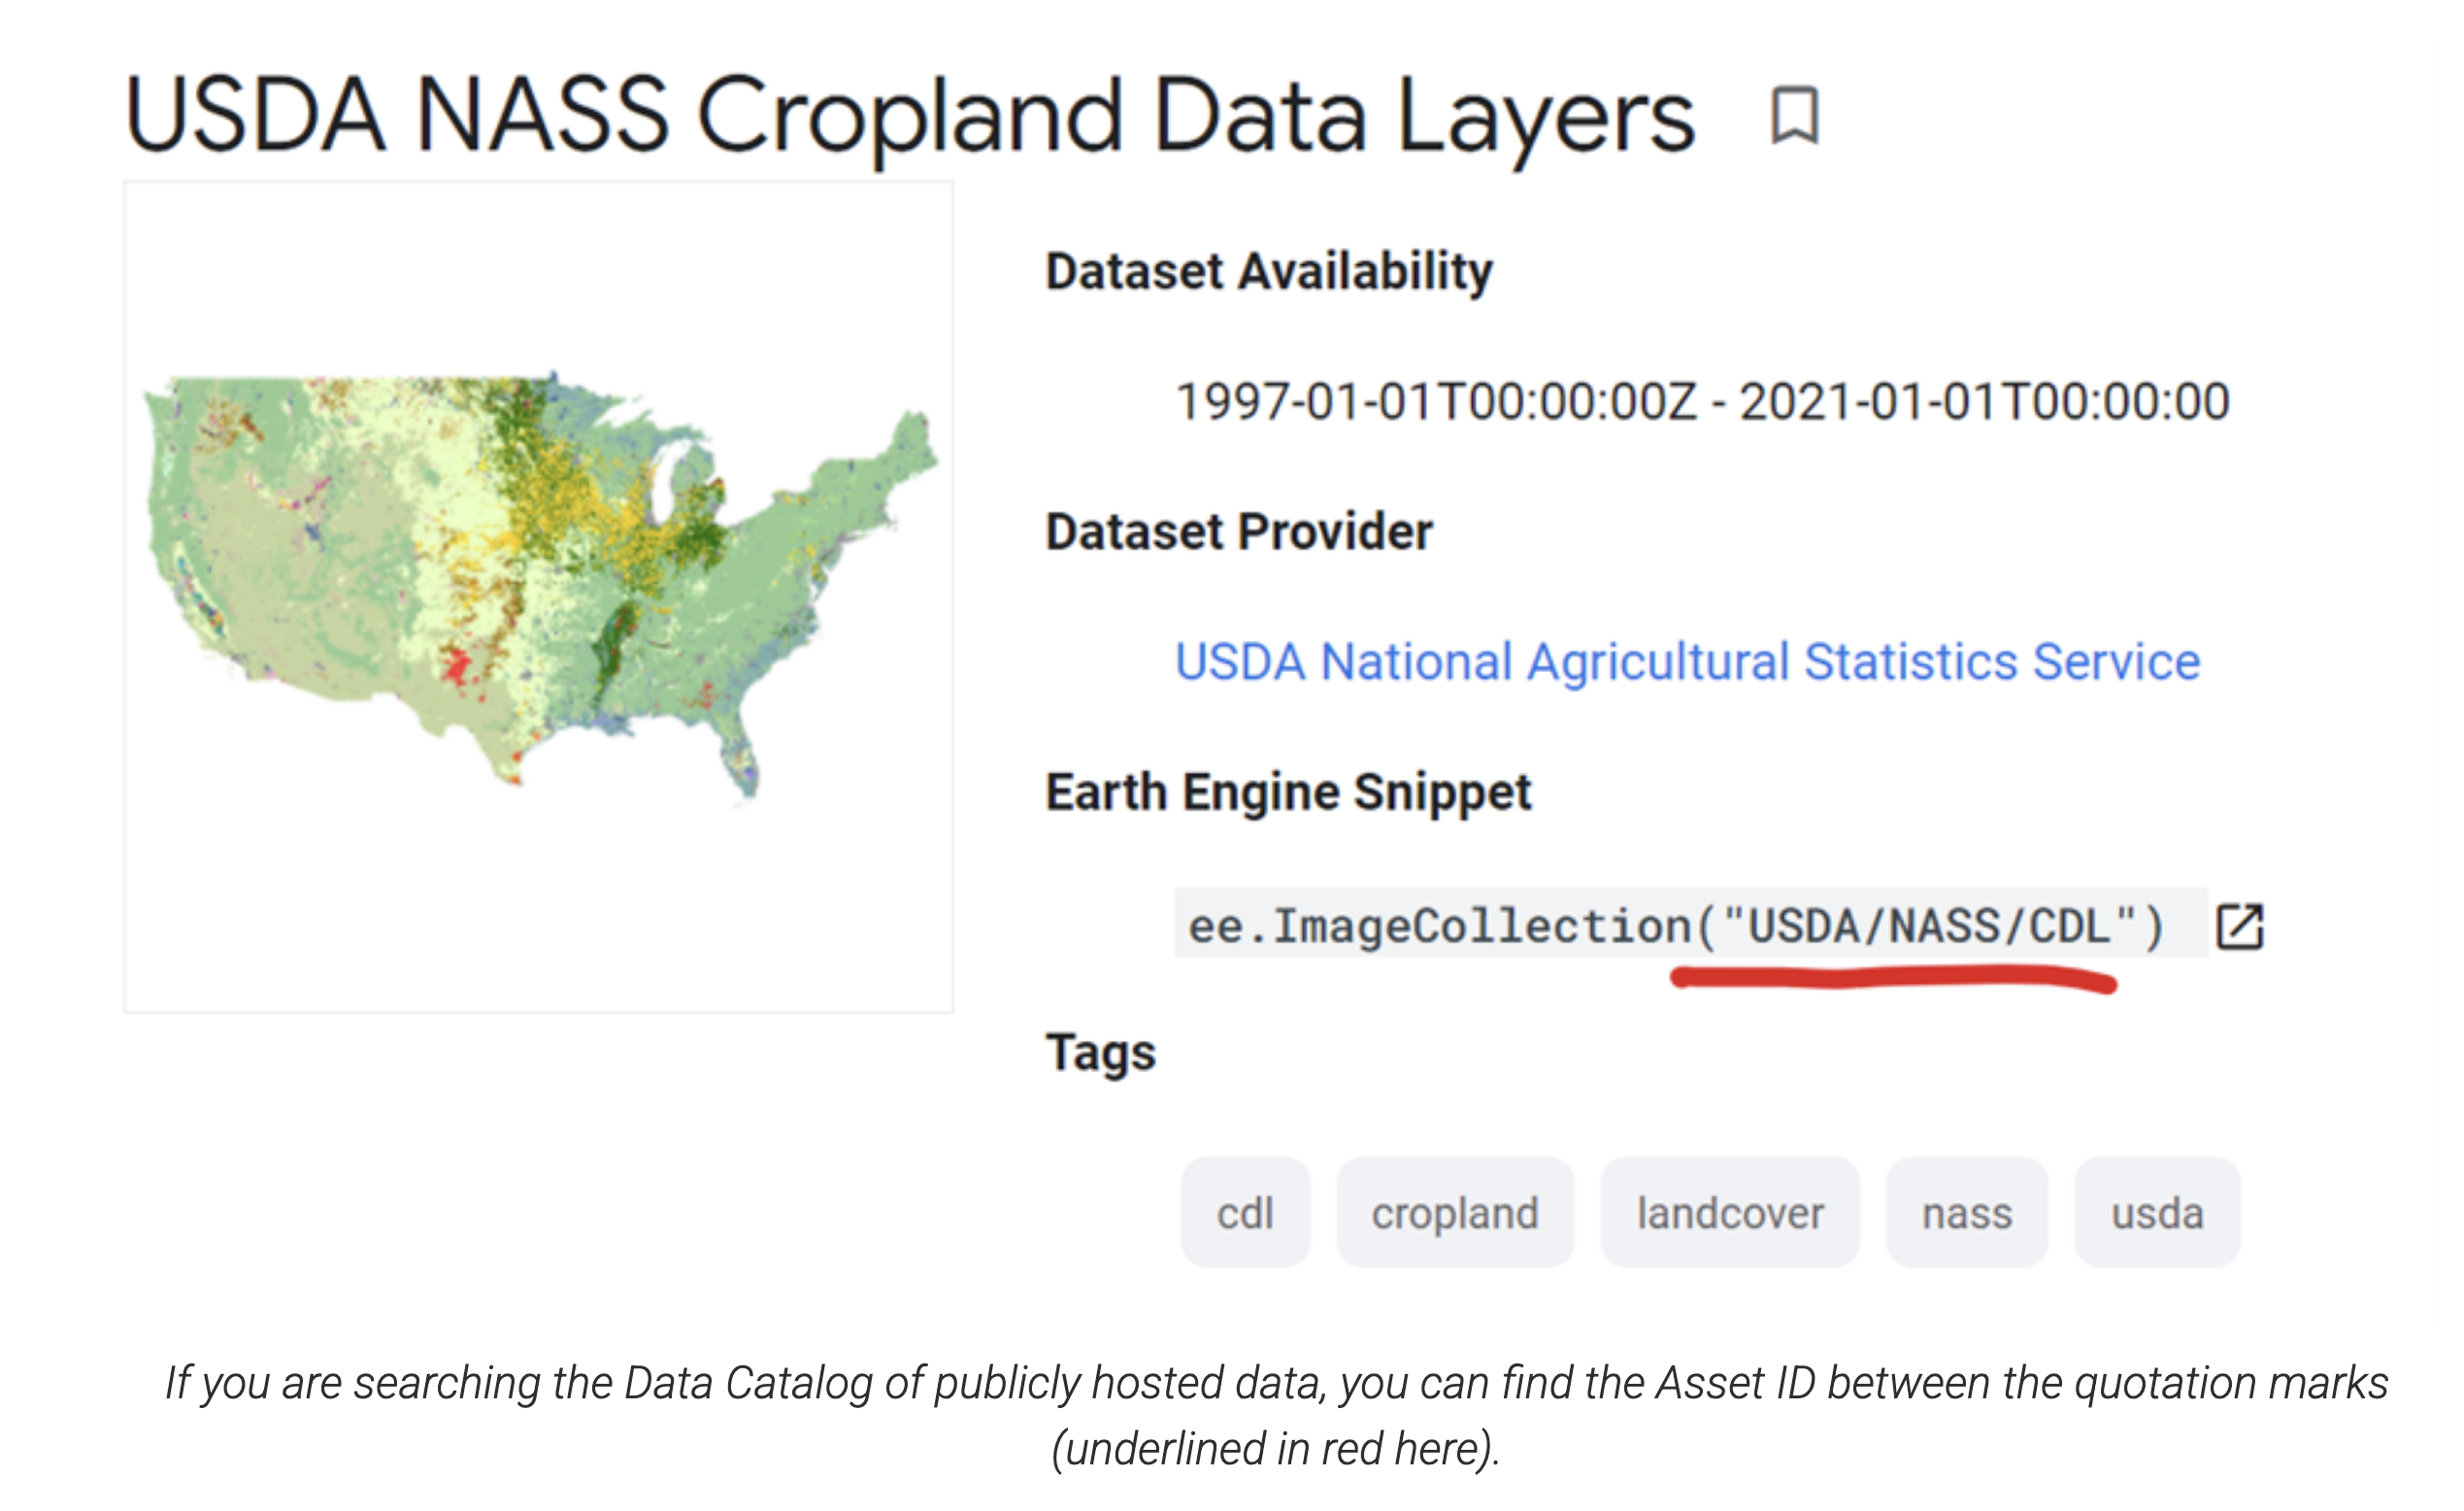 USDA NASS Cropland Data Layers
Dataset Availability
1997-01-01T00:00:00Z - 2021-01-01T00:00:00
Dataset Provider
USDA National Agricultural Statistics Service
Earth Engine Snippet
ee.ImageCollection("USDA/NASS/CDL")
Tags
cdl cropland landcover nass usda
If you are searching the Data Catalog of publicly hosted data, you can find the Asset ID between the quotation marks
(underlined in red here).